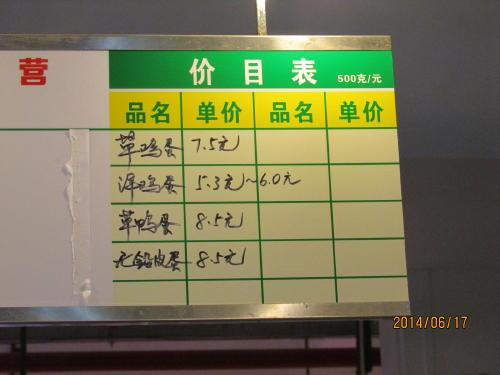 营
价目表 500克/元
品名 单价 品名 单价
草鸡蛋 7.5元
洋鸡蛋 5.3元~6.0元
草鸭蛋 8.5元
无铅皮蛋 8.5元
2014/06/17